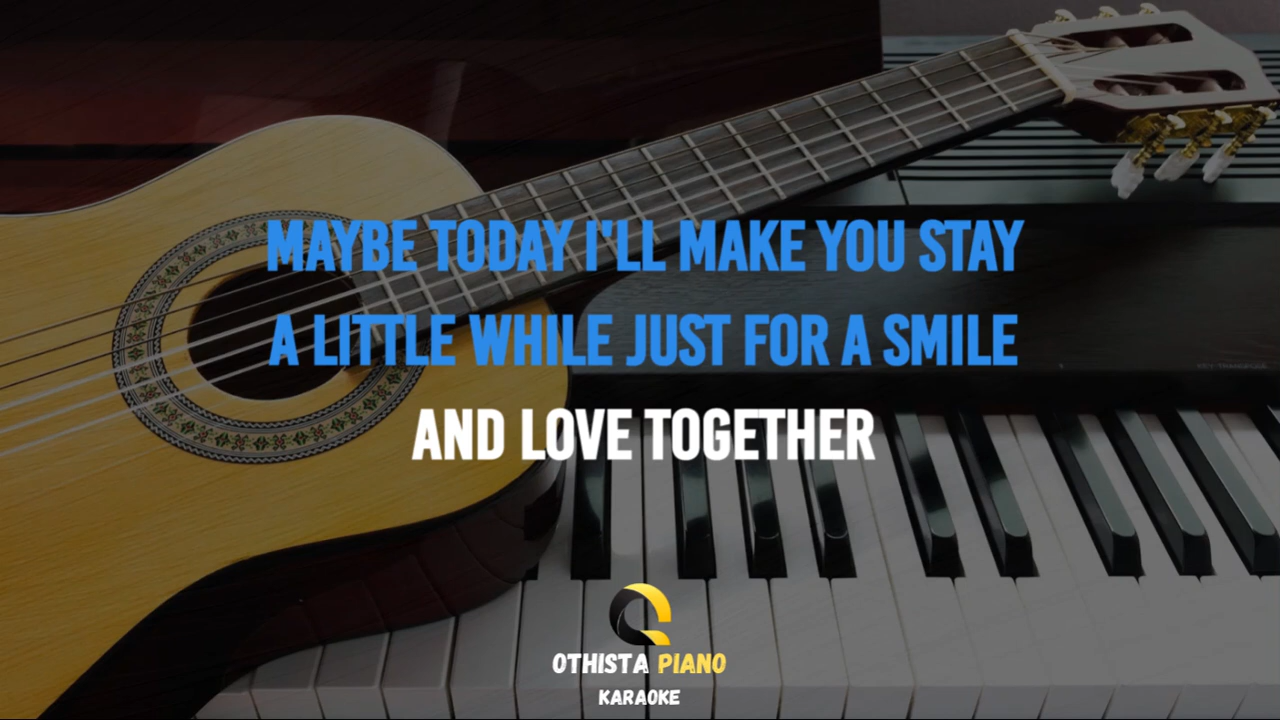 MAYBE TODAY I'LL MAKE YOU STAY
A LITTLE WHILE JUST FOR A SMILE
AND LOVE TOGETHER
OTHISTA PIANO
KARAOKE